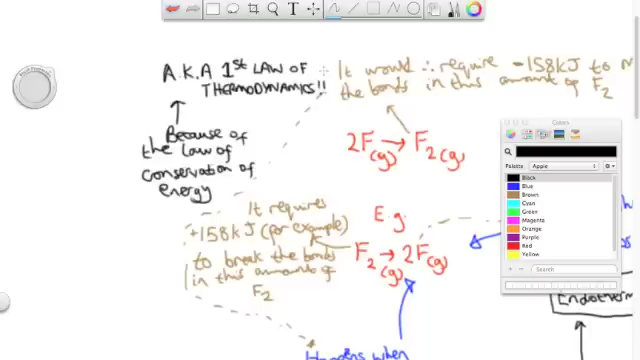 A.K.A 1st LAW OF
THERMODYNAMICS!!
It would ∴ require -158kJ to
the bonds in this amount of F2
Because of
the law of
conservation of
energy
2F(g) → F2(g)
It requires
+158kJ (for example)
to break the bonds
in this amount of
F2
E.g.
F2(g) → 2F(g)
Happens when
Colors
Palette Apple
Black
Blue
Brown
Cyan
Green
Magenta
Orange
Purple
Red
Yellow
Search